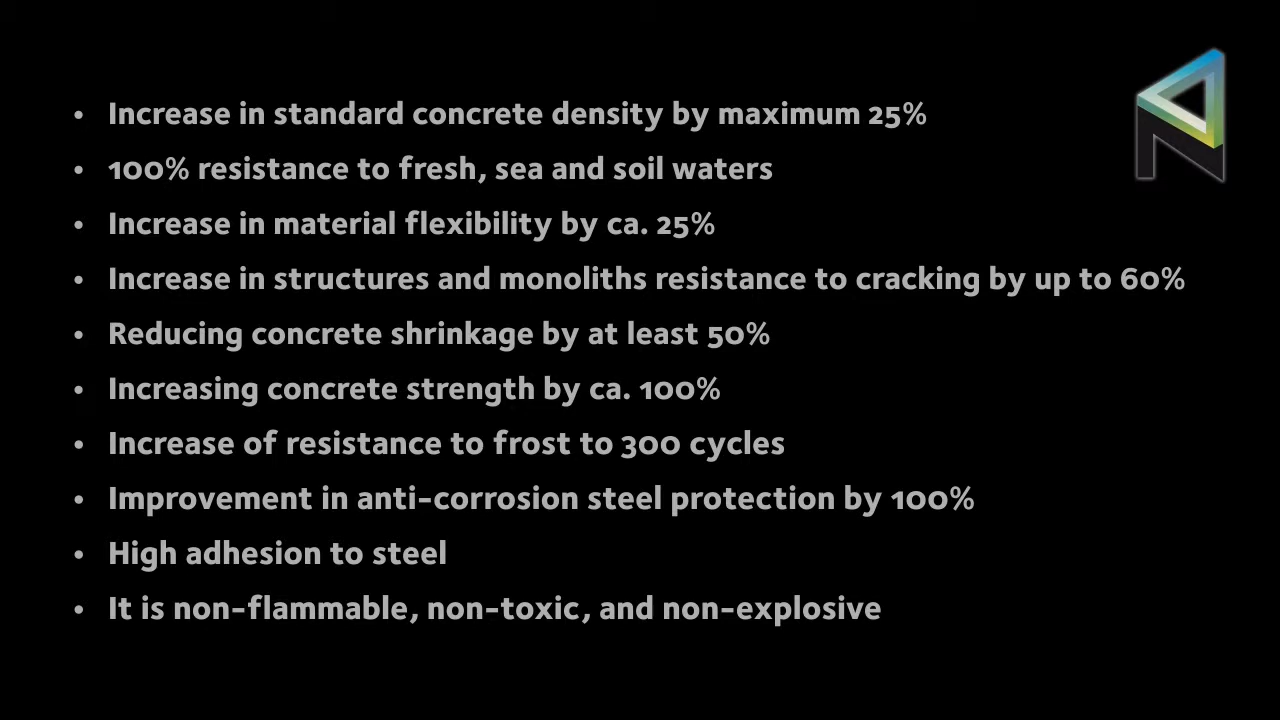 • Increase in standard concrete density by maximum 25%
• 100% resistance to fresh, sea and soil waters
• Increase in material flexibility by ca. 25%
• Increase in structures and monoliths resistance to cracking by up to 60%
• Reducing concrete shrinkage by at least 50%
• Increasing concrete strength by ca. 100%
• Increase of resistance to frost to 300 cycles
• Improvement in anti-corrosion steel protection by 100%
• High adhesion to steel
• It is non-flammable, non-toxic, and non-explosive